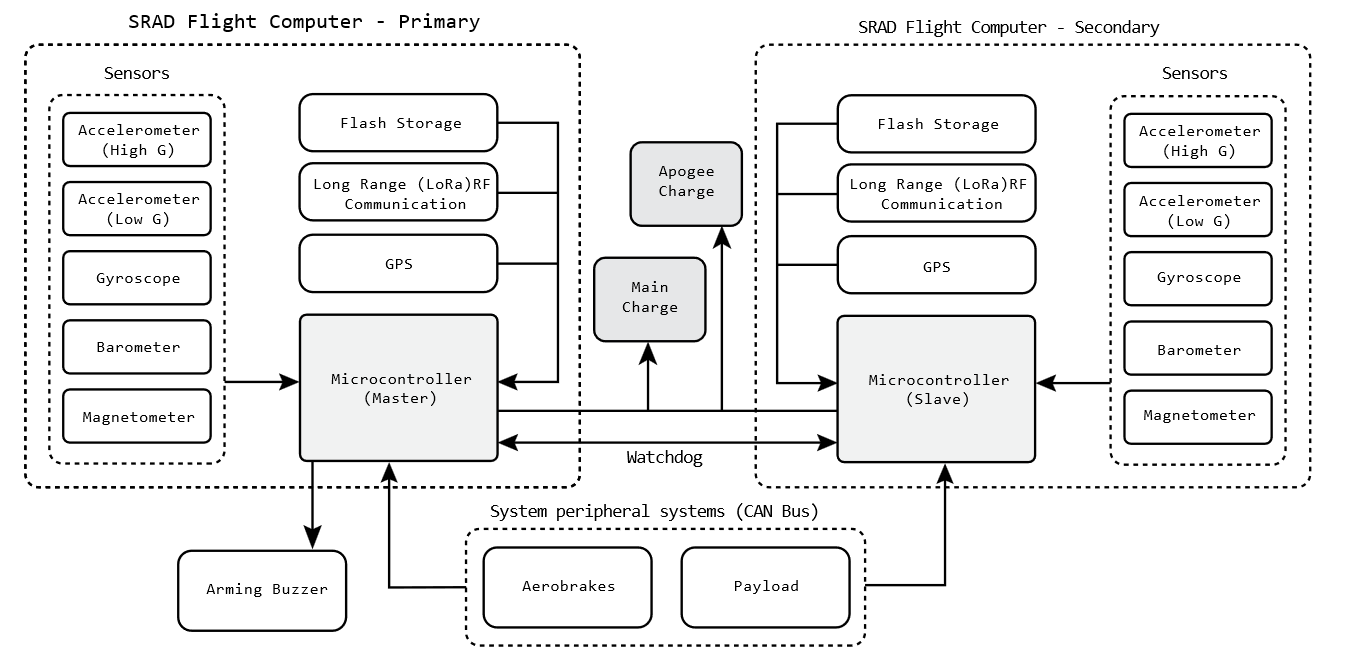 SRAD Flight Computer - Primary
Sensors
Accelerometer
(High G)
Accelerometer
(Low G)
Gyroscope
Barometer
Magnetometer
Flash Storage
Long Range (LoRa)RF
Communication
GPS
Microcontroller
(Master)
Arming Buzzer
Apogee
Charge
Main
Charge
Watchdog
SRAD Flight Computer - Secondary
Flash Storage
Long Range (LoRa)RF
Communication
GPS
Microcontroller
(Slave)
Sensors
Accelerometer
(High G)
Accelerometer
(Low G)
Gyroscope
Barometer
Magnetometer
System peripheral systems (CAN Bus)
Aerobrakes
Payload